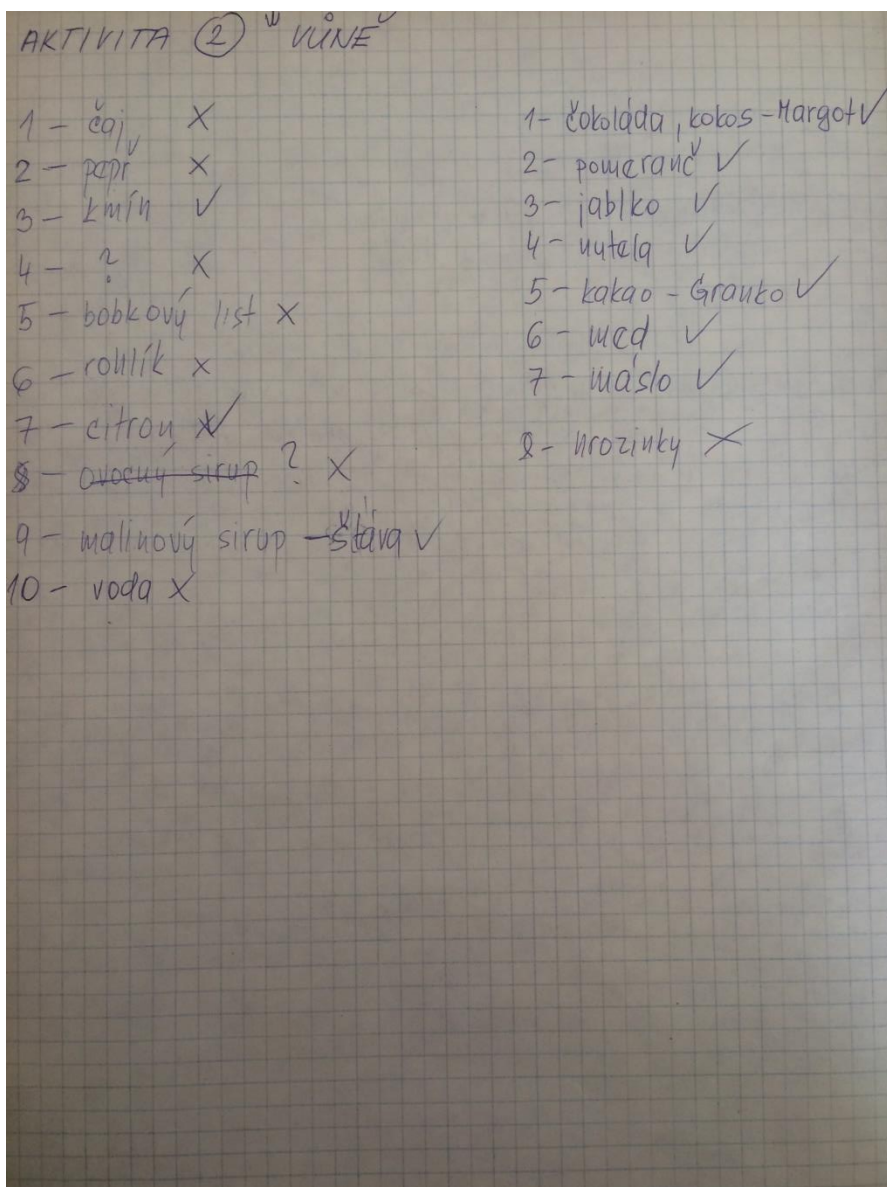 AKTIVITA 2 "VŮNĚ"
1 - čaj X
2 - pepř X
3 - kmín ✓
4 - ? X
5 - bobkový list X
6 - rohlík X
7 - citron ✓
8 - ovocný sirup ? X
9 - malinový sirup - šťáva ✓
10 - voda X
1 - čokoláda, kokos - Margot ✓
2 - pomeranč ✓
3 - jablko ✓
4 - nutela ✓
5 - kakao - Granko ✓
6 - med ✓
7 - máslo ✓
8 - hrozinky X